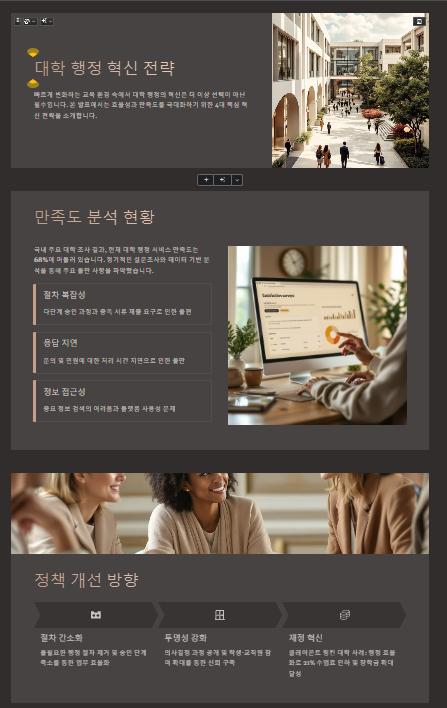 대학 행정 혁신 전략
빠르게 변화하는 교육 환경 속에서 대학 행정의 혁신은 더 이상 선택이 아닌
필수입니다. 본 발표에서는 효율성과 만족도를 극대화하기 위한 4대 핵심 혁
신 전략을 소개합니다.
만족도 분석 현황
국내 주요 대학 조사 결과, 현재 대학 행정 서비스 만족도는
68%에 머물러 있습니다. 정기적인 설문조사와 데이터 기반 분
석을 통해 주요 불만 사항을 파악했습니다.
절차 복잡성
다단계 승인 과정과 중복 서류 제출 요구로 인한 불편
응답 지연
문의 및 민원에 대한 처리 시간 지연으로 인한 불만
정보 접근성
중요 정보 검색의 어려움과 플랫폼 사용성 문제
Satisfaction surveys
정책 개선 방향
절차 간소화
불필요한 행정 절차 제거 및 승인 단계
축소를 통한 업무 효율화
투명성 강화
의사결정 과정 공개 및 학생·교직원 참
여 확대를 통한 신뢰 구축
재정 혁신
클레이몬트 링컨 대학 사례: 행정 효율
화로 21% 수업료 인하 및 장학금 확대
달성